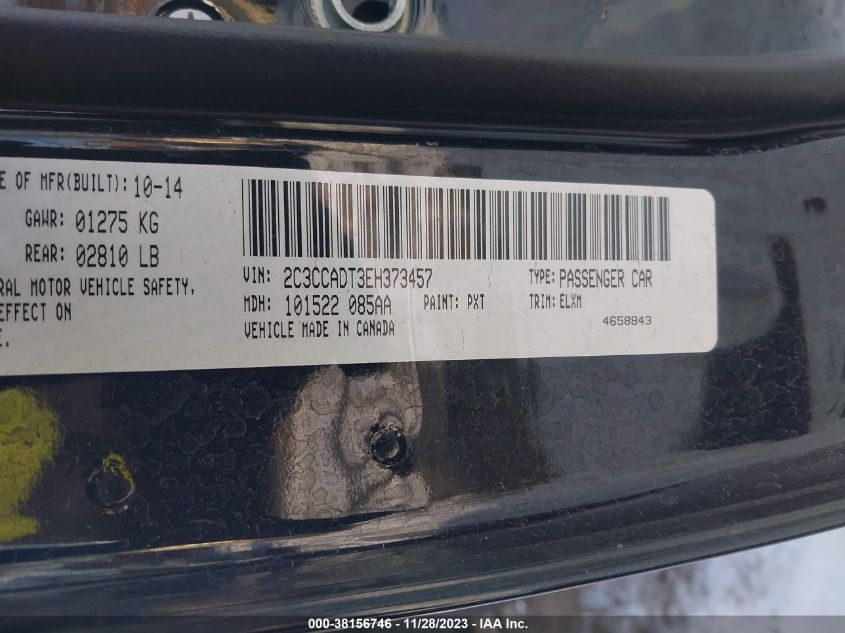 E OF MFR(BUILT): 10-14
GAWR: 01275 KG
REAR: 02810 LB
RAL MOTOR VEHICLE SAFETY,
EFFECT ON
E.
VIN: 2C3CCADT3EH373457
TYPE: PASSENGER CAR
MDH: 101522 085AA
PAINT: PXT
TRIM: ELXM
VEHICLE MADE IN CANADA
4658843
000-38156746 - 11/28/2023 - IAA Inc.